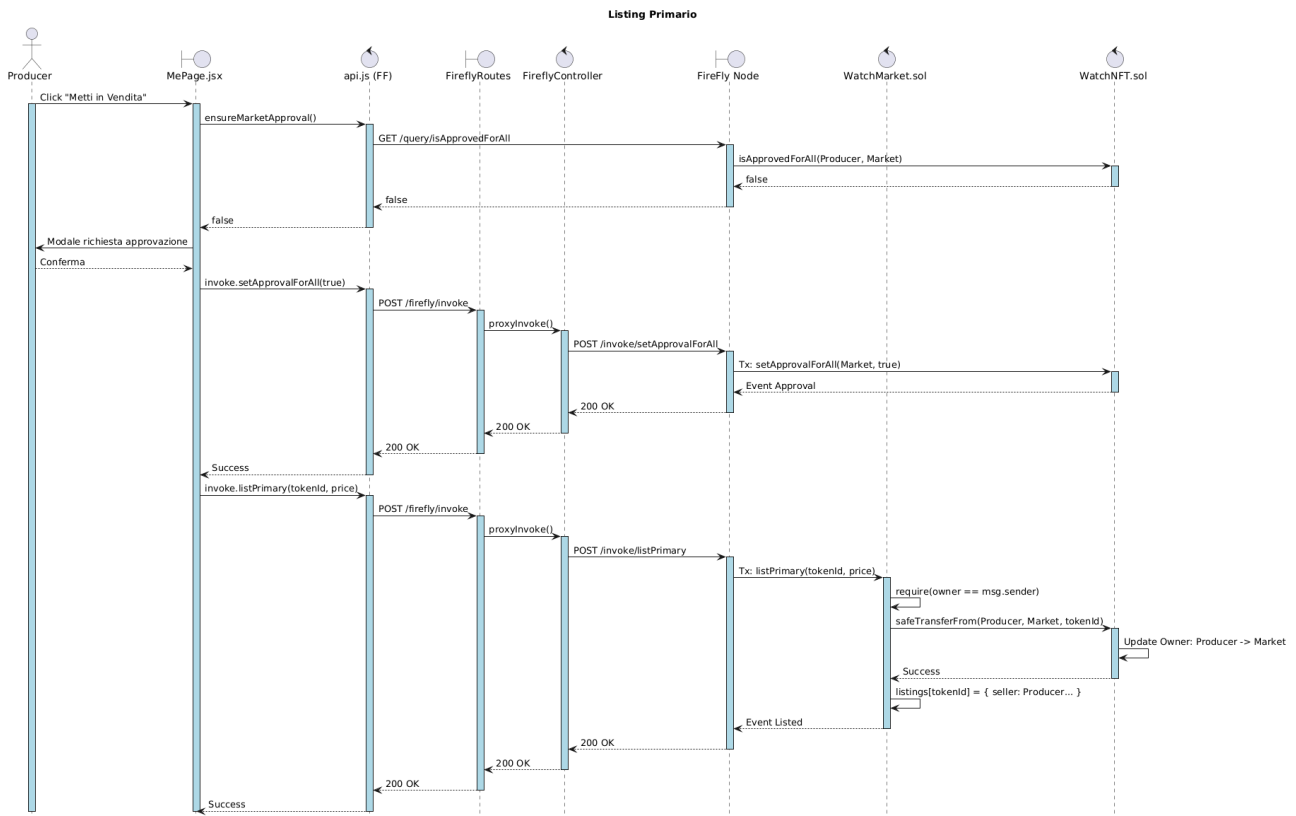 Listing Primario
Producer
MePage.jsx
api.js (FF)
FireflyRoutes
FireflyController
FireFly Node
WatchMarket.sol
WatchNFT.sol
Click "Metti in Vendita"
ensureMarketApproval()
GET /query/isApprovedForAll
isApprovedForAll(Producer, Market)
false
false
false
Modale richiesta approvazione
Conferma
invoke.setApprovalForAll(true)
POST /firefly/invoke
proxyInvoke()
POST /invoke/setApprovalForAll
Tx: setApprovalForAll(Market, true)
Event Approval
200 OK
200 OK
200 OK
Success
invoke.listPrimary(tokenId, price)
POST /firefly/invoke
proxyInvoke()
POST /invoke/listPrimary
Tx: listPrimary(tokenId, price)
require(owner == msg.sender)
safeTransferFrom(Producer, Market, tokenId)
Update Owner: Producer -> Market
Success
listings[tokenId] = { seller: Producer... }
Event Listed
200 OK
200 OK
200 OK
Success